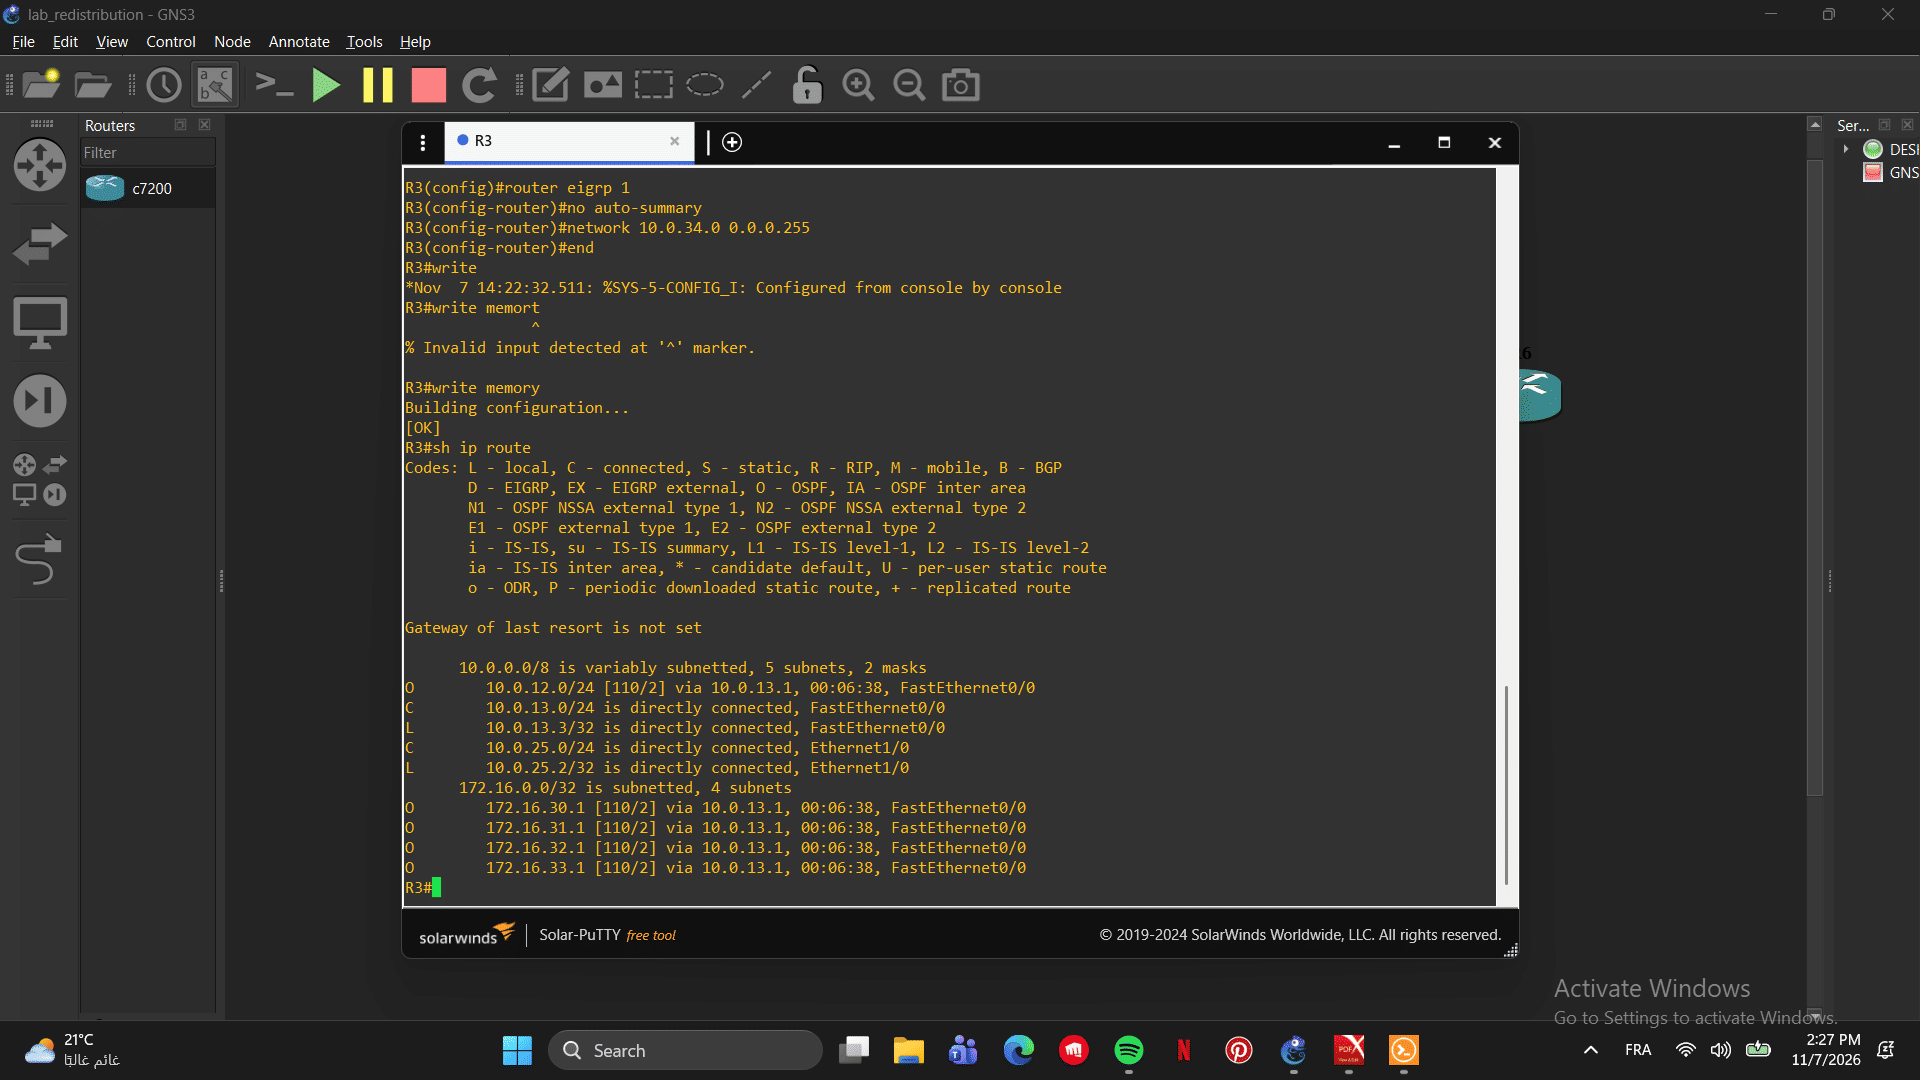 lab_redistribution - GNS3
File Edit View Control Node Annotate Tools Help
Routers
Filter
c7200
Ser...
DESI
GNS
R3
R3(config)#router eigrp 1
R3(config-router)#no auto-summary
R3(config-router)#network 10.0.34.0 0.0.0.255
R3(config-router)#end
R3#write
*Nov  7 14:22:32.511: %SYS-5-CONFIG_I: Configured from console by console
R3#write memort
^
% Invalid input detected at '^' marker.
R3#write memory
Building configuration...
[OK]
R3#sh ip route
Codes: L - local, C - connected, S - static, R - RIP, M - mobile, B - BGP
D - EIGRP, EX - EIGRP external, O - OSPF, IA - OSPF inter area
N1 - OSPF NSSA external type 1, N2 - OSPF NSSA external type 2
E1 - OSPF external type 1, E2 - OSPF external type 2
i - IS-IS, su - IS-IS summary, L1 - IS-IS level-1, L2 - IS-IS level-2
ia - IS-IS inter area, * - candidate default, U - per-user static route
o - ODR, P - periodic downloaded static route, + - replicated route
Gateway of last resort is not set
10.0.0.0/8 is variably subnetted, 5 subnets, 2 masks
O 10.0.12.0/24 [110/2] via 10.0.13.1, 00:06:38, FastEthernet0/0
C 10.0.13.0/24 is directly connected, FastEthernet0/0
L 10.0.13.3/32 is directly connected, FastEthernet0/0
C 10.0.25.0/24 is directly connected, Ethernet1/0
L 10.0.25.2/32 is directly connected, Ethernet1/0
172.16.0.0/32 is subnetted, 4 subnets
O 172.16.30.1 [110/2] via 10.0.13.1, 00:06:38, FastEthernet0/0
O 172.16.31.1 [110/2] via 10.0.13.1, 00:06:38, FastEthernet0/0
O 172.16.32.1 [110/2] via 10.0.13.1, 00:06:38, FastEthernet0/0
O 172.16.33.1 [110/2] via 10.0.13.1, 00:06:38, FastEthernet0/0
R3#
6
solarwinds Solar-PuTTY free tool
© 2019-2024 SolarWinds Worldwide, LLC. All rights reserved.
Activate Windows
Go to Settings to activate Windows.
21°C
غائم غالبًا
Search
FRA
2:27 PM
11/7/2026